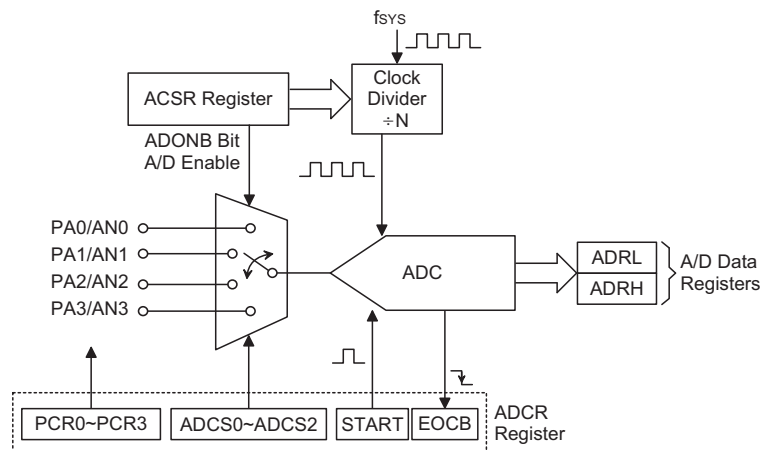 fSYS
ACSR Register
Clock
Divider
÷N
ADONB Bit
A/D Enable
PA0/AN0
PA1/AN1
PA2/AN2
PA3/AN3
ADC
ADRL
ADRH
A/D Data
Registers
PCR0~PCR3
ADCS0~ADCS2
START
EOCB
ADCR
Register